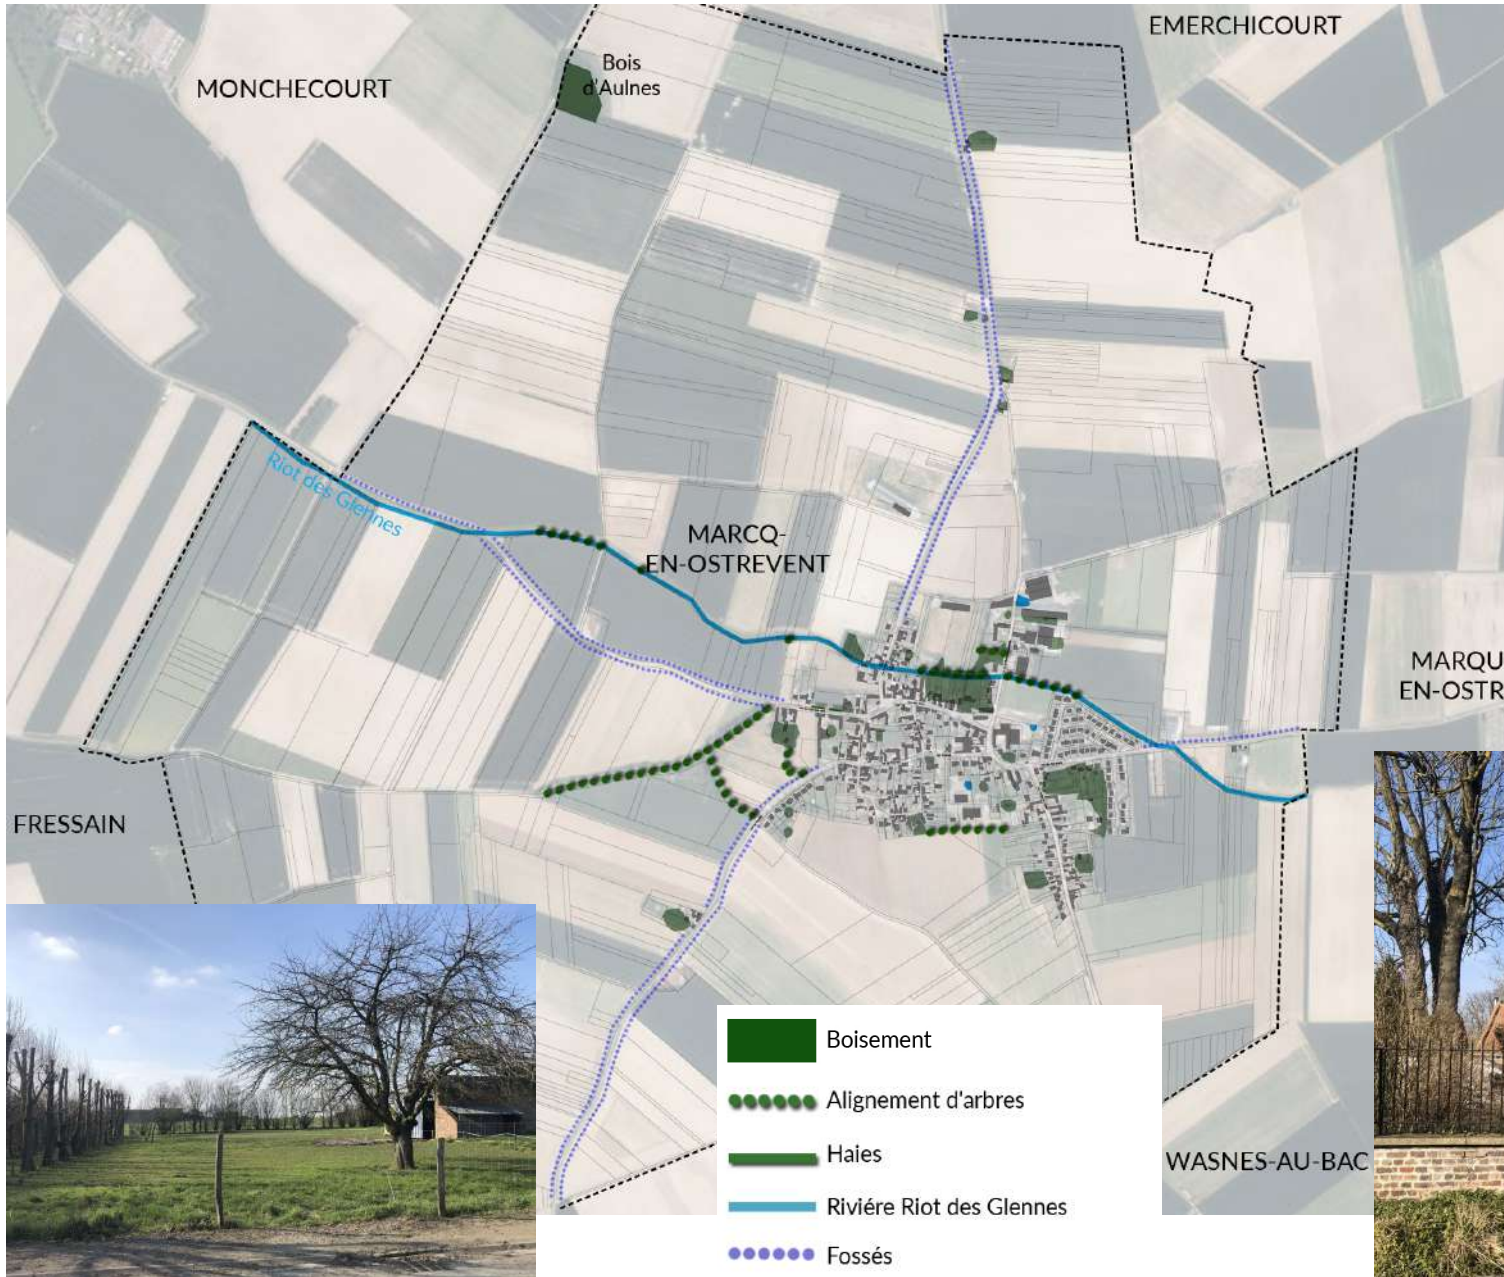 EMERCHICOURT
Bois
d'Aulnes
MONCHECOURT
Riot des Glennes
MARCQ-
EN-OSTREVENT
MARQU
EN-OSTR
FRESSAIN
Boisement
Alignement d'arbres
Haies
WASNES-AU-BAC
Riviére Riot des Glennes
Fossés